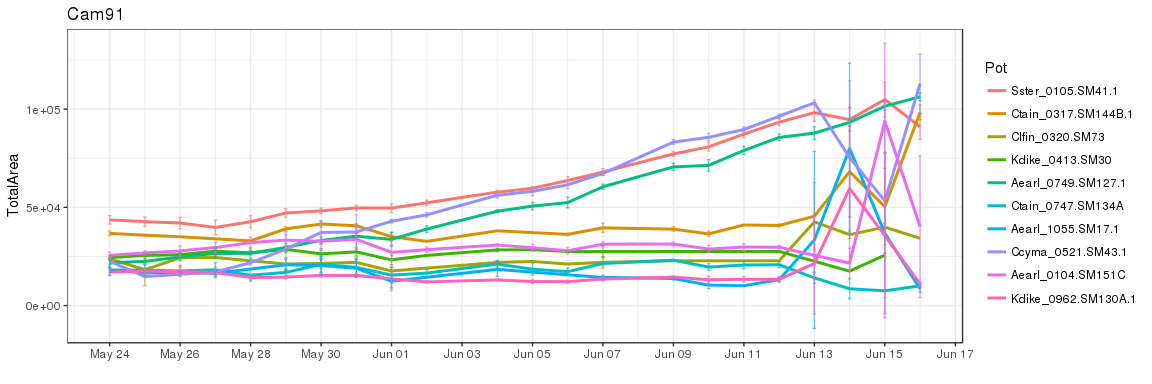 Cam91
TotalArea
1e+05
5e+04
0e+00
May 24 May 26 May 28 May 30 Jun 01 Jun 03 Jun 05 Jun 07 Jun 09 Jun 11 Jun 13 Jun 15 Jun 17
Pot
Sster_0105.SM41.1
Ctain_0317.SM144B.1
Clfin_0320.SM73
Kdike_0413.SM30
Aearl_0749.SM127.1
Ctain_0747.SM134A
Aearl_1055.SM17.1
Ccyma_0521.SM43.1
Aearl_0104.SM151C
Kdike_0962.SM130A.1